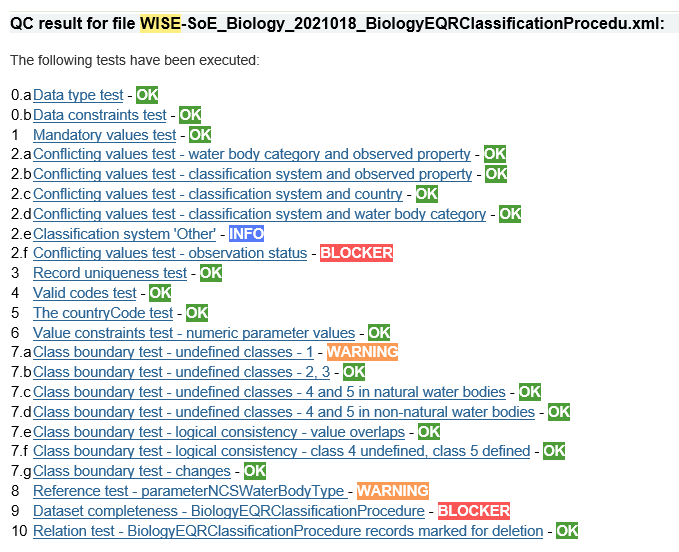 QC result for file WISE-SoE_Biology_2021018_BiologyEQRClassificationProcedu.xml:
The following tests have been executed:
0.a Data type test - OK
0.b Data constraints test - OK
1 Mandatory values test - OK
2.a Conflicting values test - water body category and observed property - OK
2.b Conflicting values test - classification system and observed property - OK
2.c Conflicting values test - classification system and country - OK
2.d Conflicting values test - classification system and water body category - OK
2.e Classification system 'Other' - INFO
2.f Conflicting values test - observation status - BLOCKER
3 Record uniqueness test - OK
4 Valid codes test - OK
5 The countryCode test - OK
6 Value constraints test - numeric parameter values - OK
7.a Class boundary test - undefined classes - 1 - WARNING
7.b Class boundary test - undefined classes - 2, 3 - OK
7.c Class boundary test - undefined classes - 4 and 5 in natural water bodies - OK
7.d Class boundary test - undefined classes - 4 and 5 in non-natural water bodies - OK
7.e Class boundary test - logical consistency - value overlaps - OK
7.f Class boundary test - logical consistency - class 4 undefined, class 5 defined - OK
7.g Class boundary test - changes - OK
8 Reference test - parameterNCSWaterBodyType - WARNING
9 Dataset completeness - BiologyEQRClassificationProcedure - BLOCKER
10 Relation test - BiologyEQRClassificationProcedure records marked for deletion - OK